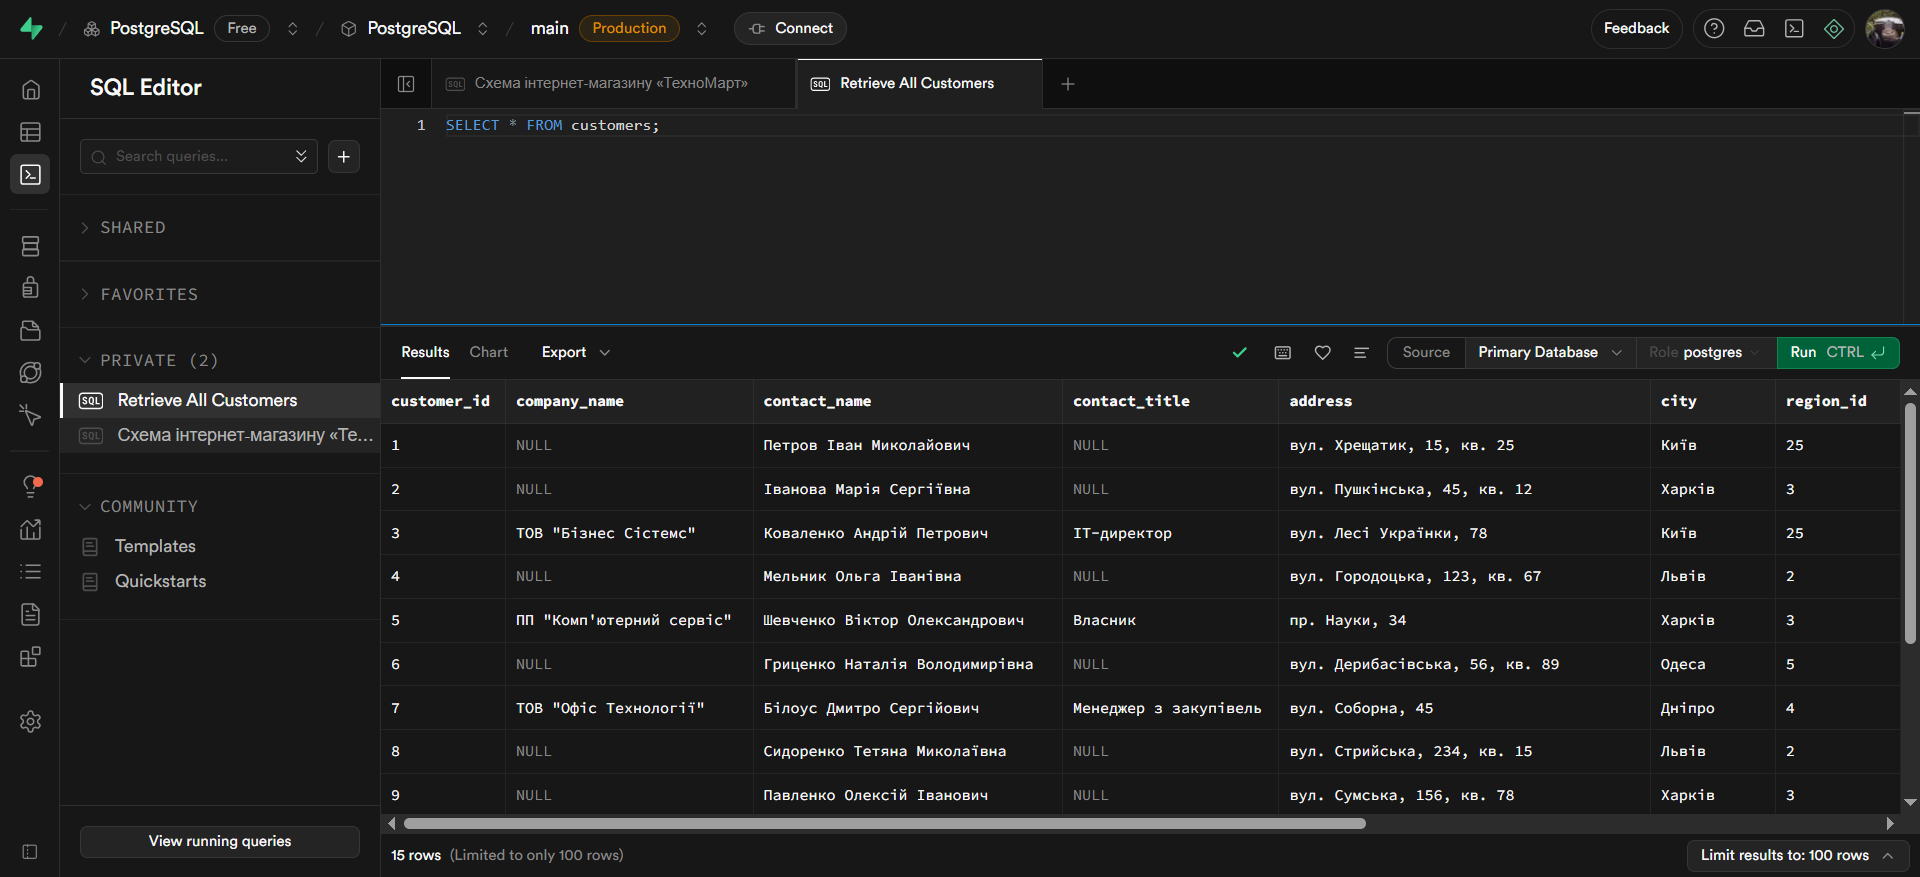 PostgreSQL Free / PostgreSQL / main Production Connect Feedback
SQL Editor
Search queries...
SHARED
FAVORITES
PRIVATE (2)
SQL Retrieve All Customers
SQL Схема інтернет-магазину «Те...
COMMUNITY
Templates
Quickstarts
View running queries
SQL Схема інтернет-магазину «ТехноМарт» SQL Retrieve All Customers
1 SELECT * FROM customers;
Results Chart Export Source Primary Database Role postgres Run CTRL
customer_id company_name contact_name contact_title address city region_id
1 NULL Петров Іван Миколайович NULL вул. Хрещатик, 15, кв. 25 Київ 25
2 NULL Іванова Марія Сергіївна NULL вул. Пушкінська, 45, кв. 12 Харків 3
3 ТОВ "Бізнес Сістемс" Коваленко Андрій Петрович ІТ-директор вул. Лесі Українки, 78 Київ 25
4 NULL Мельник Ольга Іванівна NULL вул. Городоцька, 123, кв. 67 Львів 2
5 ПП "Комп'ютерний сервіс" Шевченко Віктор Олександрович Власник пр. Науки, 34 Харків 3
6 NULL Гриценко Наталія Володимирівна NULL вул. Дерибасівська, 56, кв. 89 Одеса 5
7 ТОВ "Офіс Технології" Білоус Дмитро Сергійович Менеджер з закупівель вул. Соборна, 45 Дніпро 4
8 NULL Сидоренко Тетяна Миколаївна NULL вул. Стрийська, 234, кв. 15 Львів 2
9 NULL Павленко Олексій Іванович NULL вул. Сумська, 156, кв. 78 Харків 3
15 rows (Limited to only 100 rows) Limit results to: 100 rows